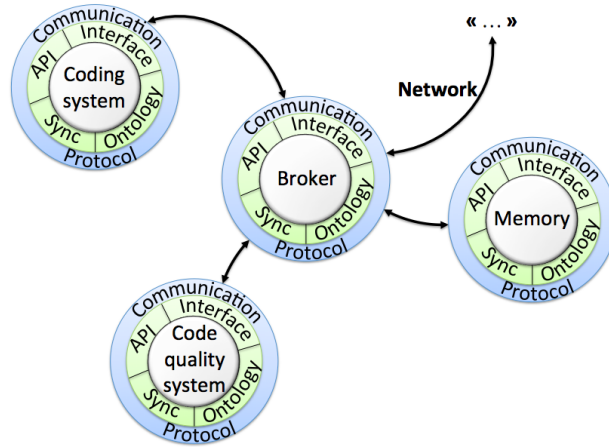 « ... »
Network
Communication
Interface
API
Coding
system
Sync
Ontology
Protocol
Communication
Interface
API
Broker
Sync
Ontology
Protocol
Communication
Interface
API
Memory
Sync
Ontology
Protocol
Communication
Interface
API
Code
quality
system
Sync
Ontology
Protocol